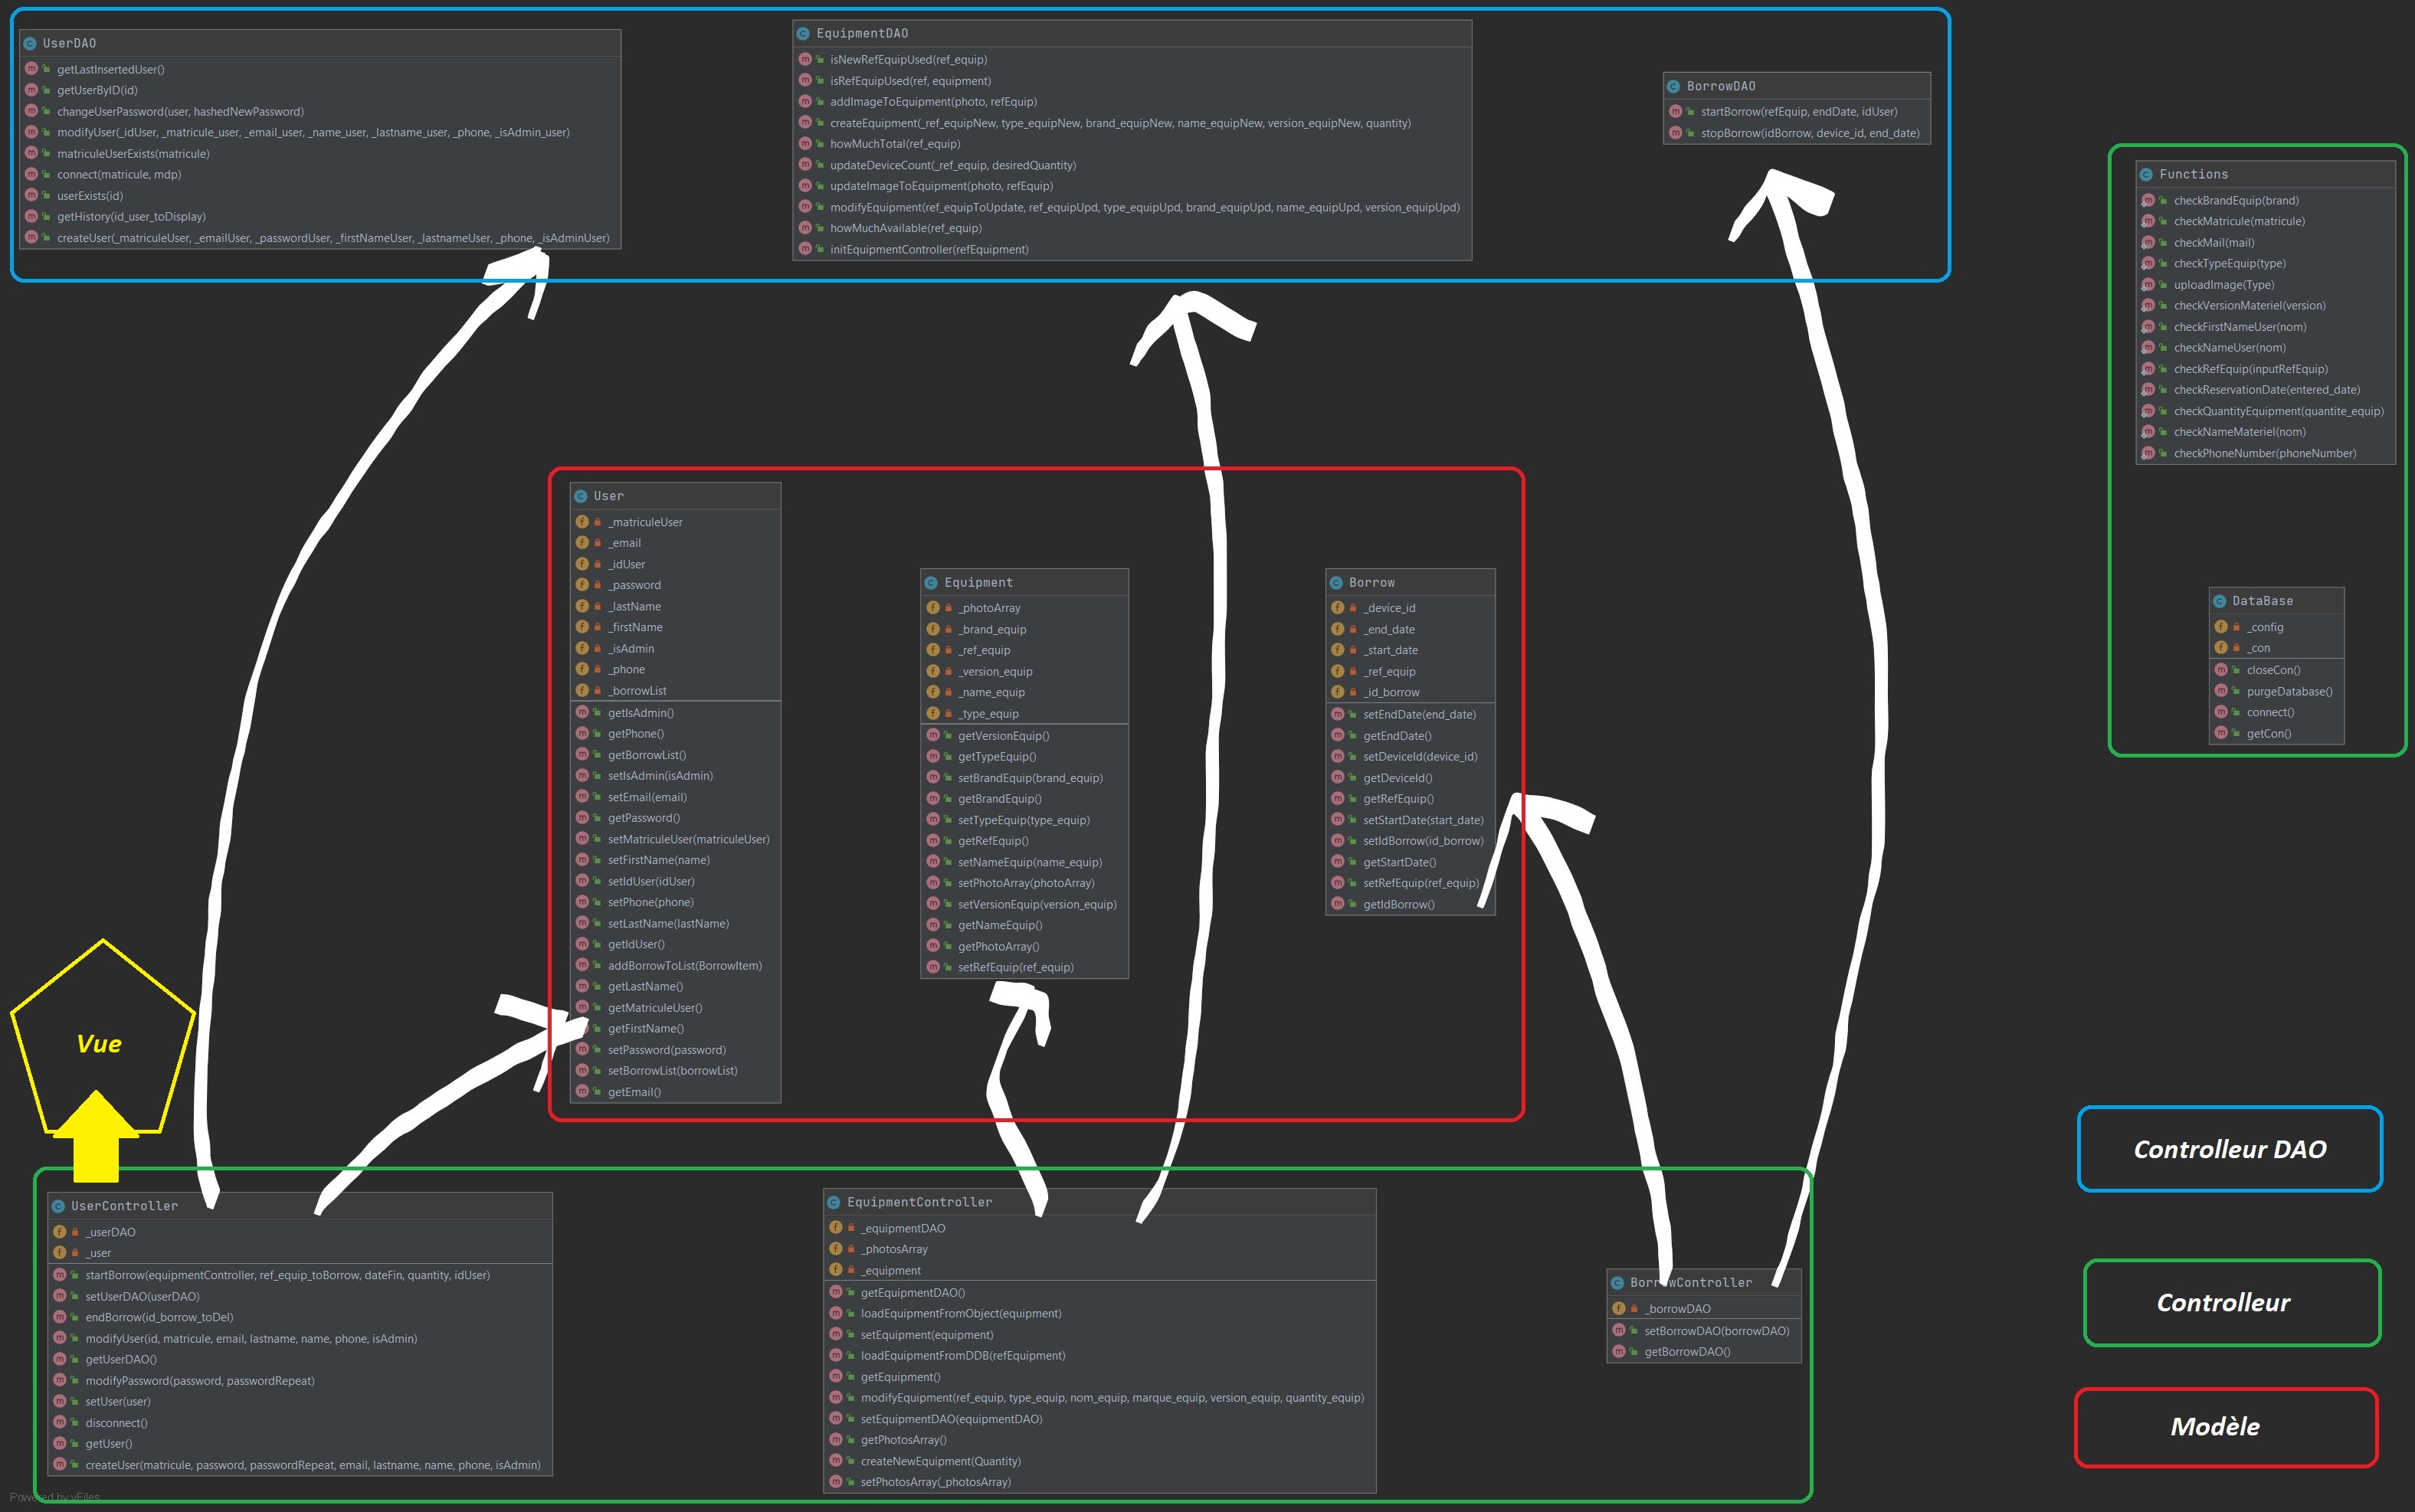 UserDAO
getLastInsertedUser()
getUserByID(id)
changeUserPassword(user, hashedNewPassword)
modifyUser(_idUser, _matricule_user, _email_user, _name_user, _lastname_user, _phone, _isAdmin_user)
matriculeUserExists(matricule)
connect(matricule, mdp)
userExists(id)
getHistory(id_user_toDisplay)
createUser(_matriculeUser, _emailUser, _passwordUser, _firstNameUser, _lastnameUser, _phone, _isAdminUser)
EquipmentDAO
isNewRefEquipUsed(ref_equip)
isRefEquipUsed(ref, equipment)
addImageToEquipment(photo, refEquip)
createEquipment(_ref_equipNew, type_equipNew, brand_equipNew, name_equipNew, version_equipNew, quantity)
howMuchTotal(ref_equip)
updateDeviceCount(_ref_equip, desiredQuantity)
updateImageToEquipment(photo, refEquip)
modifyEquipment(ref_equipToUpdate, ref_equipUpd, type_equipUpd, brand_equipUpd, name_equipUpd, version_equipUpd)
howMuchAvailable(ref_equip)
initEquipmentController(refEquipment)
BorrowDAO
startBorrow(refEquip, endDate, idUser)
stopBorrow(idBorrow, device_id, end_date)
Functions
checkBrandEquip(brand)
checkMatricule(matricule)
checkMail(mail)
checkTypeEquip(type)
uploadImage(Type)
checkVersionMateriel(version)
checkFirstNameUser(nom)
checkNameUser(nom)
checkRefEquip(inputRefEquip)
checkReservationDate(entered_date)
checkQuantityEquipment(quantite_equip)
checkNameMateriel(nom)
checkPhoneNumber(phoneNumber)
User
_matriculeUser
_email
_idUser
_password
_lastName
_firstName
_isAdmin
_phone
_borrowList
getIsAdmin()
getPhone()
getBorrowList()
setIsAdmin(isAdmin)
setEmail(email)
getPassword()
setMatriculeUser(matriculeUser)
setFirstName(name)
setIdUser(idUser)
setPhone(phone)
setLastName(lastName)
getIdUser()
addBorrowToList(BorrowItem)
getLastName()
getMatriculeUser()
getFirstName()
setPassword(password)
setBorrowList(borrowList)
getEmail()
Equipment
_photoArray
_brand_equip
_ref_equip
_version_equip
_name_equip
_type_equip
getVersionEquip()
getTypeEquip()
setBrandEquip(brand_equip)
getBrandEquip()
setTypeEquip(type_equip)
getRefEquip()
setNameEquip(name_equip)
setPhotoArray(photoArray)
setVersionEquip(version_equip)
getNameEquip()
getPhotoArray()
setRefEquip(ref_equip)
Borrow
_device_id
_end_date
_start_date
_ref_equip
_id_borrow
setEndDate(end_date)
getEndDate()
setDeviceId(device_id)
getDeviceId()
getRefEquip()
setStartDate(start_date)
setIdBorrow(id_borrow)
getStartDate()
setRefEquip(ref_equip)
getIdBorrow()
DataBase
_config
_con
closeCon()
purgeDatabase()
connect()
getCon()
Vue
UserController
_userDAO
_user
startBorrow(equipmentController, ref_equip_toBorrow, dateFin, quantity, idUser)
setUserDAO(userDAO)
endBorrow(id_borrow_toDel)
modifyUser(id, matricule, email, lastname, name, phone, isAdmin)
getUserDAO()
modifyPassword(password, passwordRepeat)
setUser(user)
disconnect()
getUser()
createUser(matricule, password, passwordRepeat, email, lastname, name, phone, isAdmin)
EquipmentController
_equipmentDAO
_photosArray
_equipment
getEquipmentDAO()
loadEquipmentFromObject(equipment)
setEquipment(equipment)
loadEquipmentFromDDB(refEquipment)
getEquipment()
modifyEquipment(ref_equip, type_equip, nom_equip, marque_equip, version_equip, quantity_equip)
setEquipmentDAO(equipmentDAO)
getPhotosArray()
createNewEquipment(Quantity)
setPhotosArray(_photosArray)
BorrowController
_borrowDAO
setBorrowDAO(borrowDAO)
getBorrowDAO()
Controlleur DAO
Controlleur
Modèle
Powered by yFiles